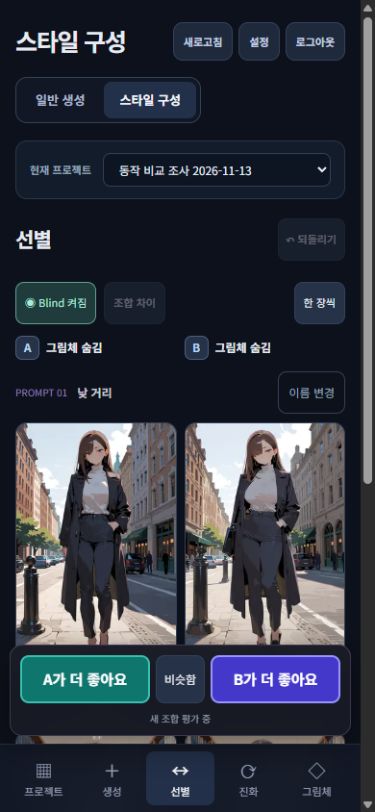 스타일 구성
새로고침
설정
로그아웃
일반 생성
스타일 구성
현재 프로젝트
동작 비교 조사 2026-11-13
선별
↶ 되돌리기
◉ Blind 켜짐
조합 차이
한 장씩
A 그림체 숨김
B 그림체 숨김
PROMPT 01 낮 거리
이름 변경
A가 더 좋아요
비슷함
B가 더 좋아요
새 조합 평가 중
프로젝트
생성
선별
진화
그림체